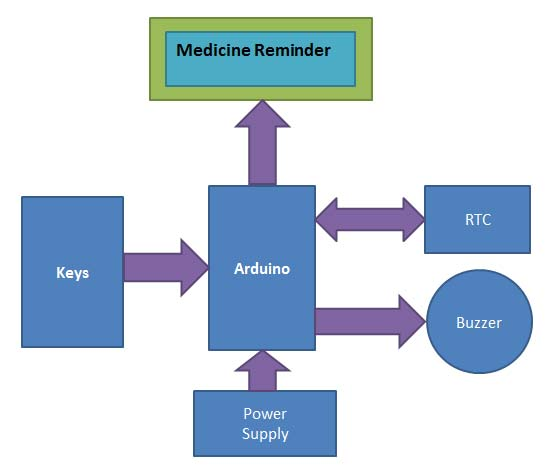 Medicine Reminder
Keys
Arduino
RTC
Buzzer
Power
Supply